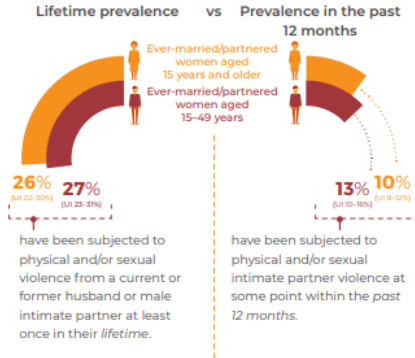 Lifetime prevalence vs Prevalence in the past
12 months
Ever-married/partnered
women aged
15 years and older
Ever-married/partnered
women aged
15–49 years
26%
(UI 22–30%)
27%
(UI 23–31%)
13%
(UI 10–16%)
10%
(UI 8–12%)
have been subjected to
physical and/or sexual
violence from a current or
former husband or male
intimate partner at least
once in their lifetime.
have been subjected to
physical and/or sexual
intimate partner violence at
some point within the past
12 months.